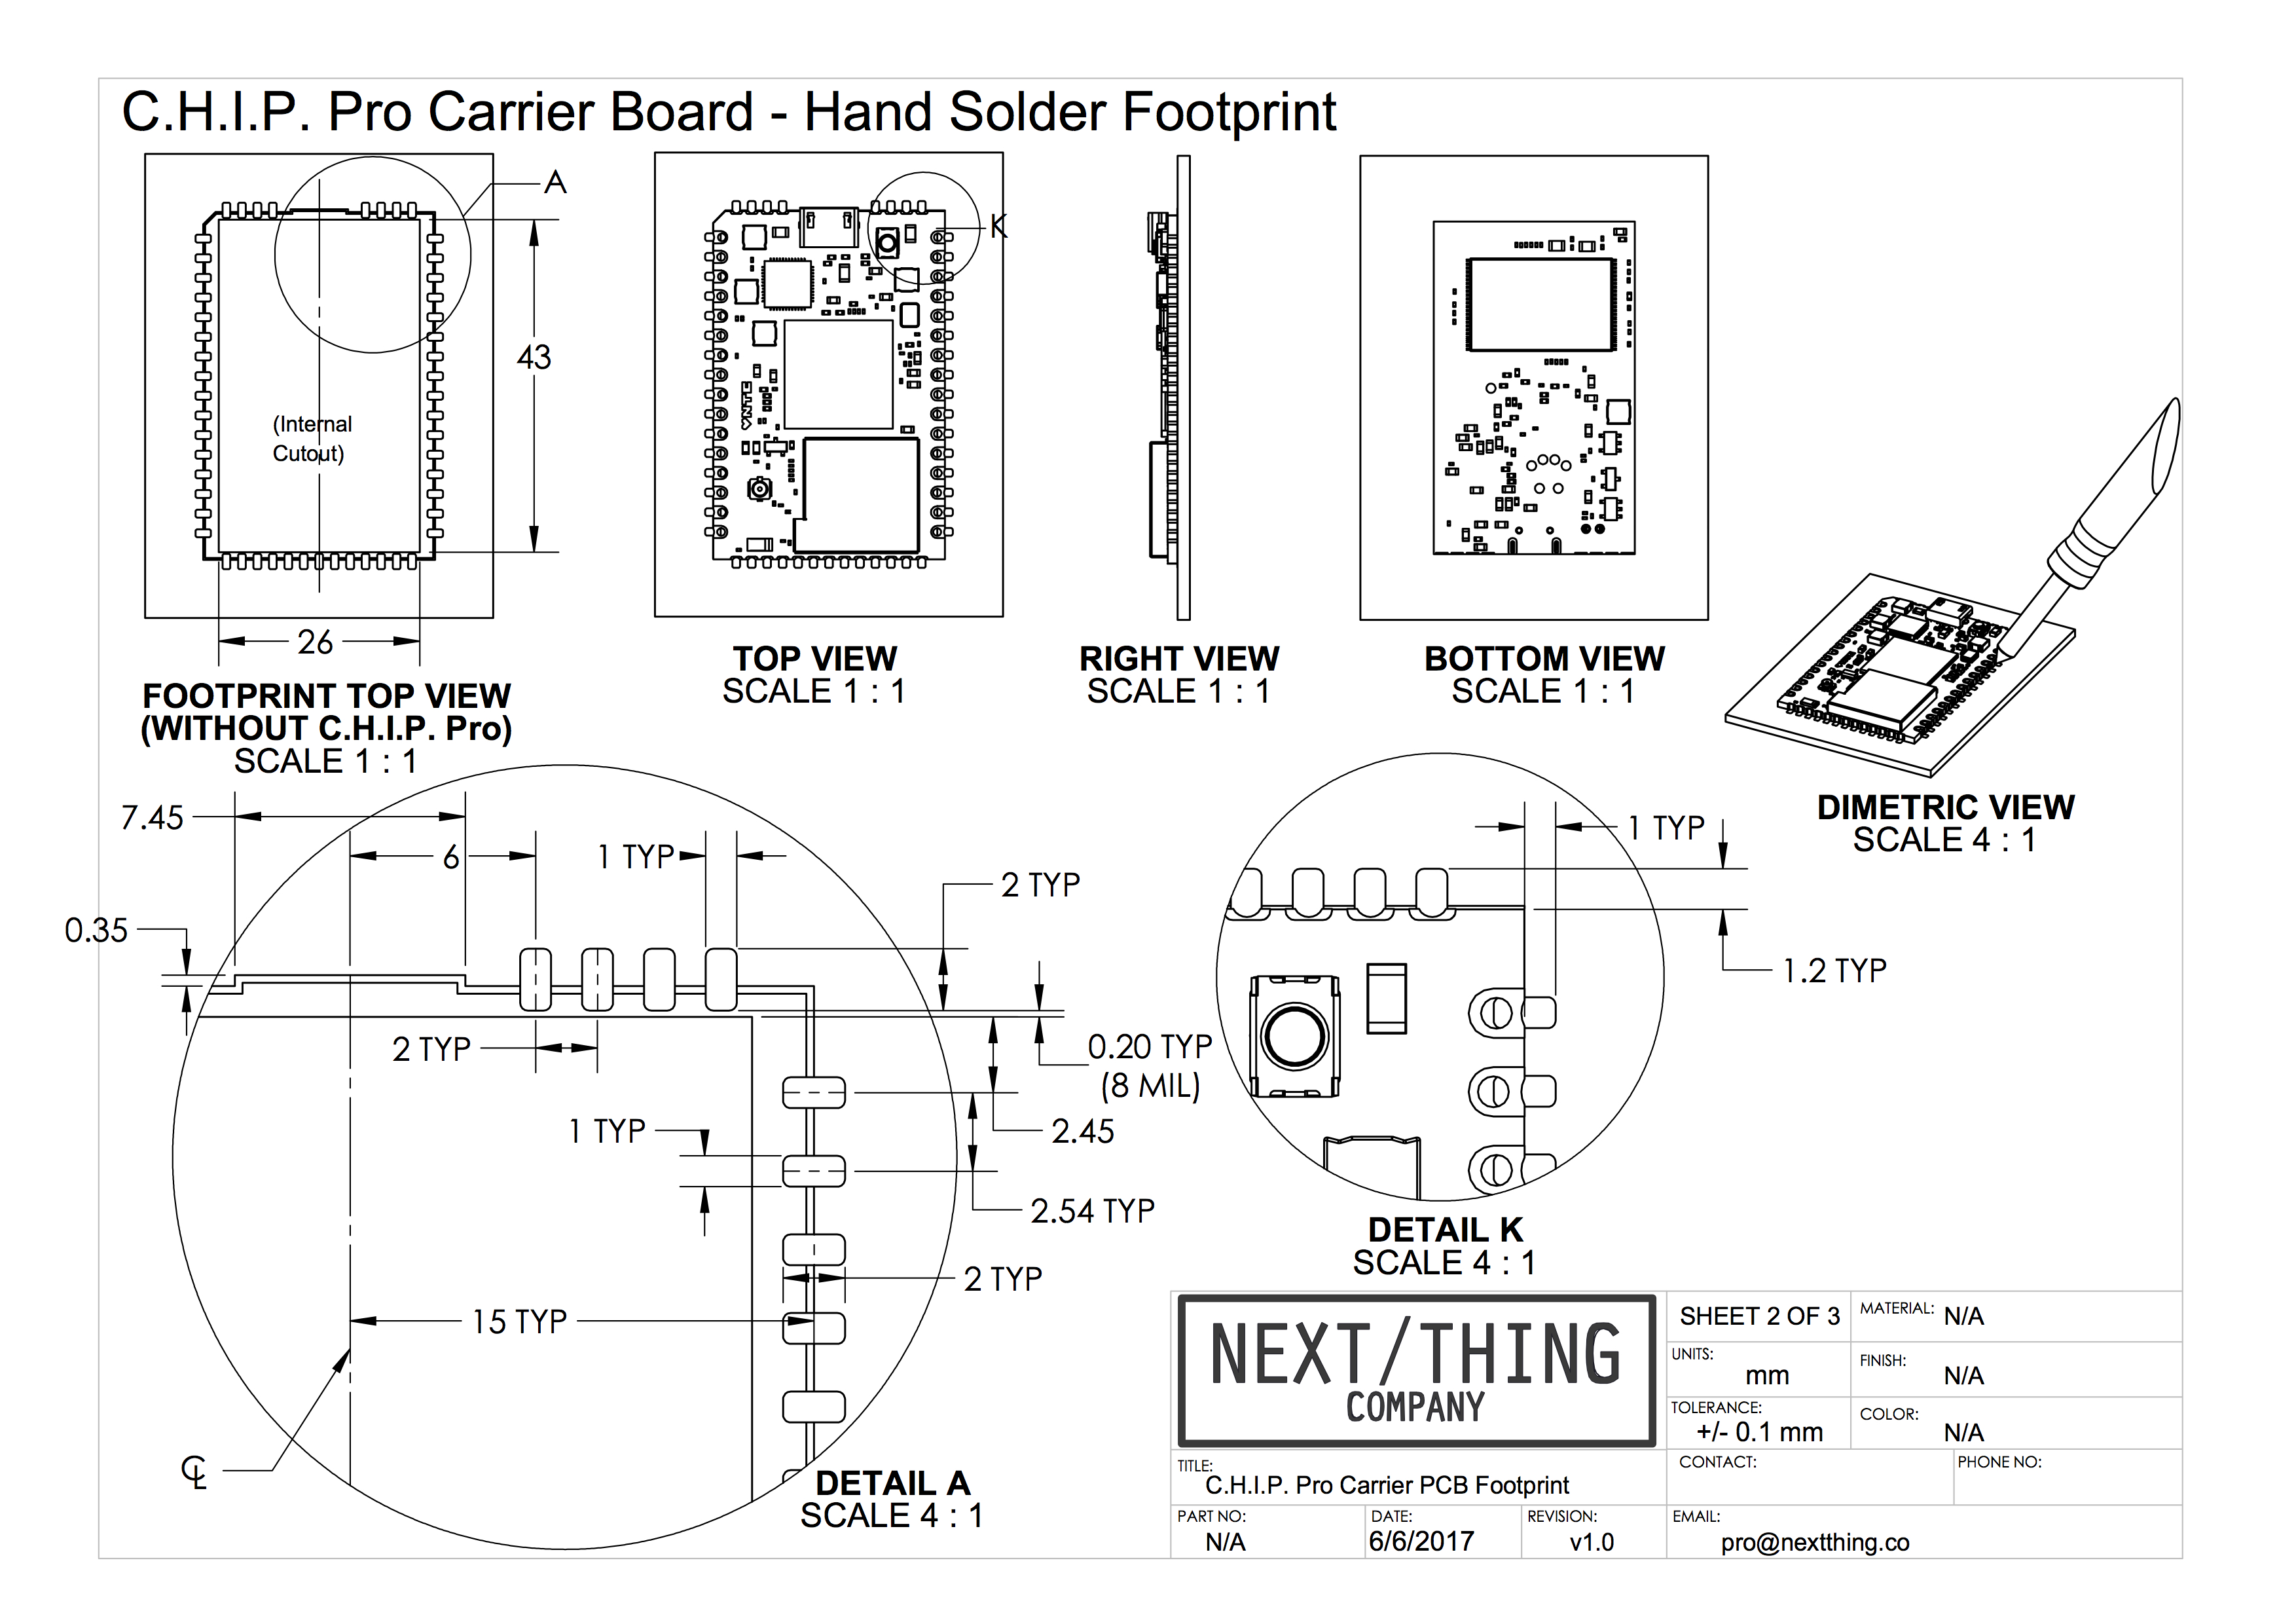 C.H.I.P. Pro Carrier Board - Hand Solder Footprint
A
43
(Internal
Cutout)
26
FOOTPRINT TOP VIEW
(WITHOUT C.H.I.P. Pro)
SCALE 1 : 1
K
XTNG
TOP VIEW
SCALE 1 : 1
RIGHT VIEW
SCALE 1 : 1
BOTTOM VIEW
SCALE 1 : 1
DIMETRIC VIEW
SCALE 4 : 1
7.45
6
1 TYP
2 TYP
0.35
2 TYP
0.20 TYP
(8 MIL)
2.45
1 TYP
2.54 TYP
2 TYP
15 TYP
℄
DETAIL A
SCALE 4 : 1
1 TYP
1.2 TYP
DETAIL K
SCALE 4 : 1
NEXT/THING
COMPANY
SHEET 2 OF 3
MATERIAL: N/A
UNITS: mm
FINISH: N/A
TOLERANCE: +/- 0.1 mm
COLOR: N/A
TITLE: C.H.I.P. Pro Carrier PCB Footprint
CONTACT:
PHONE NO:
PART NO: N/A
DATE: 6/6/2017
REVISION: v1.0
EMAIL: pro@nextthing.co